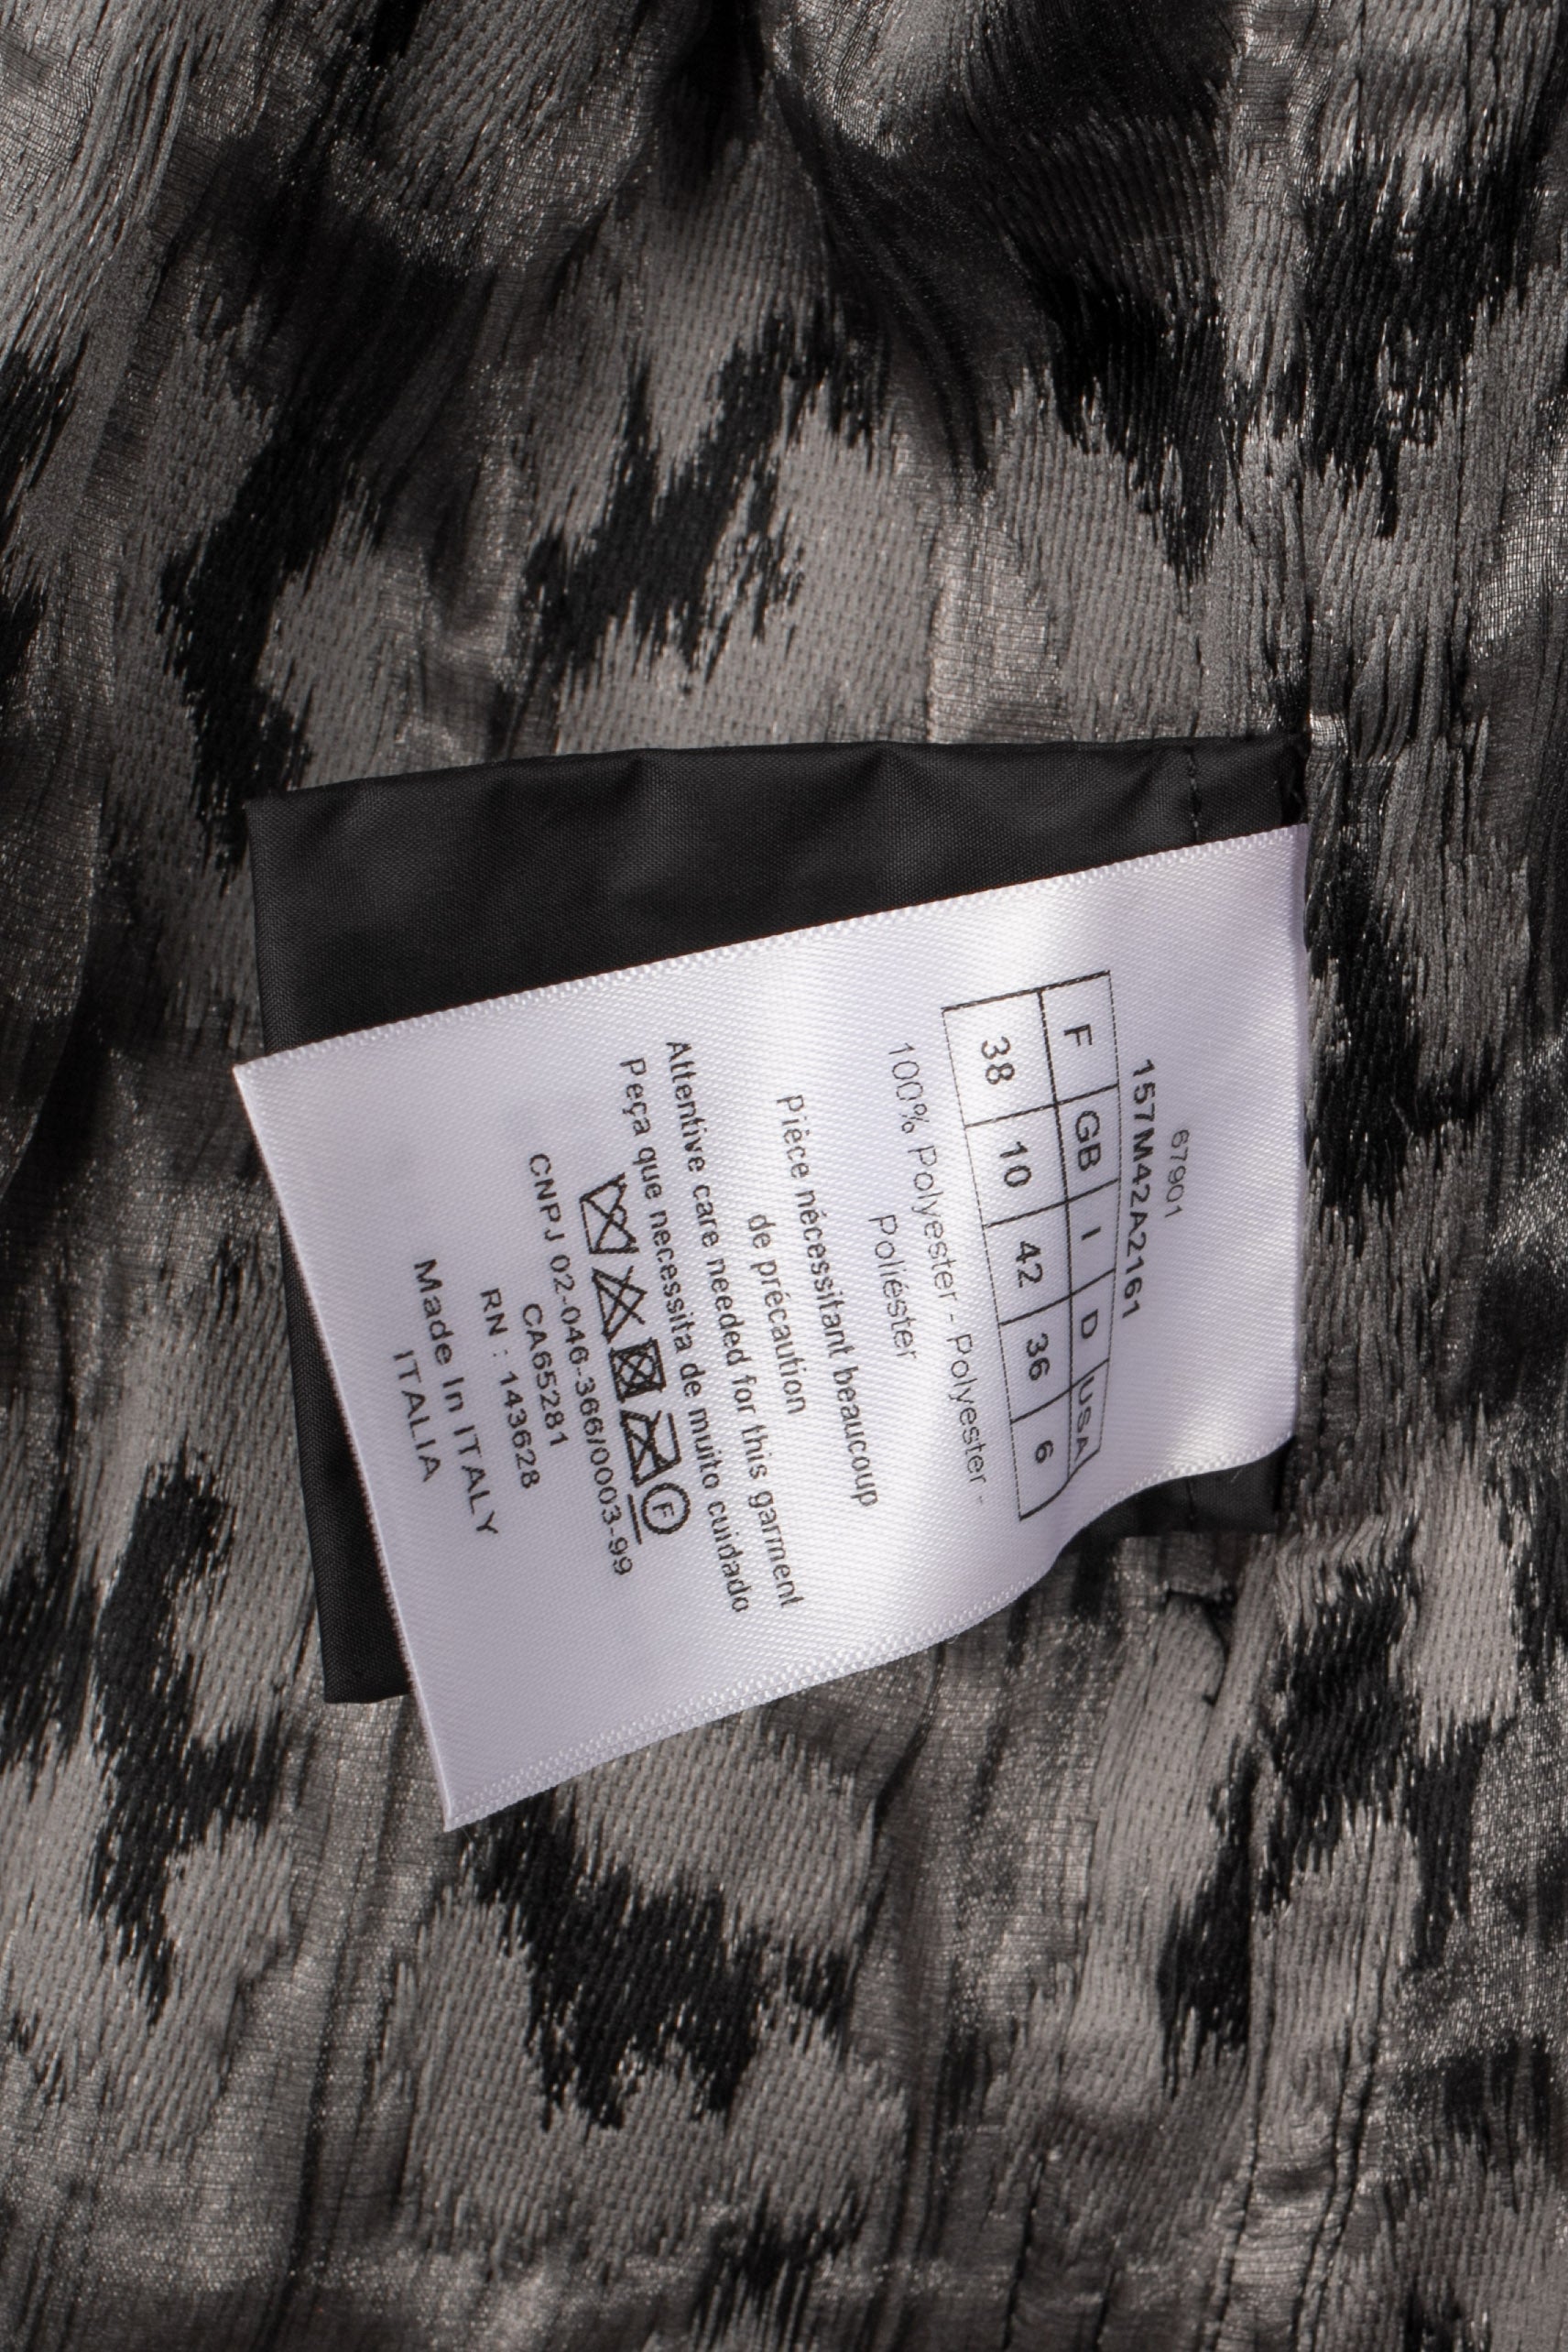 67901
157M42A2161
F GB I D USA
38 10 42 36 6
100% Polyester - Polyester -
Poliéster
Pièce nécessitant beaucoup
de précaution
Attentive care needed for this garment
Peça que necessita de muito cuidado
F
CNPJ 02-046-366/0003-99
CA65281
RN : 143628
Made In ITALY
ITALIA